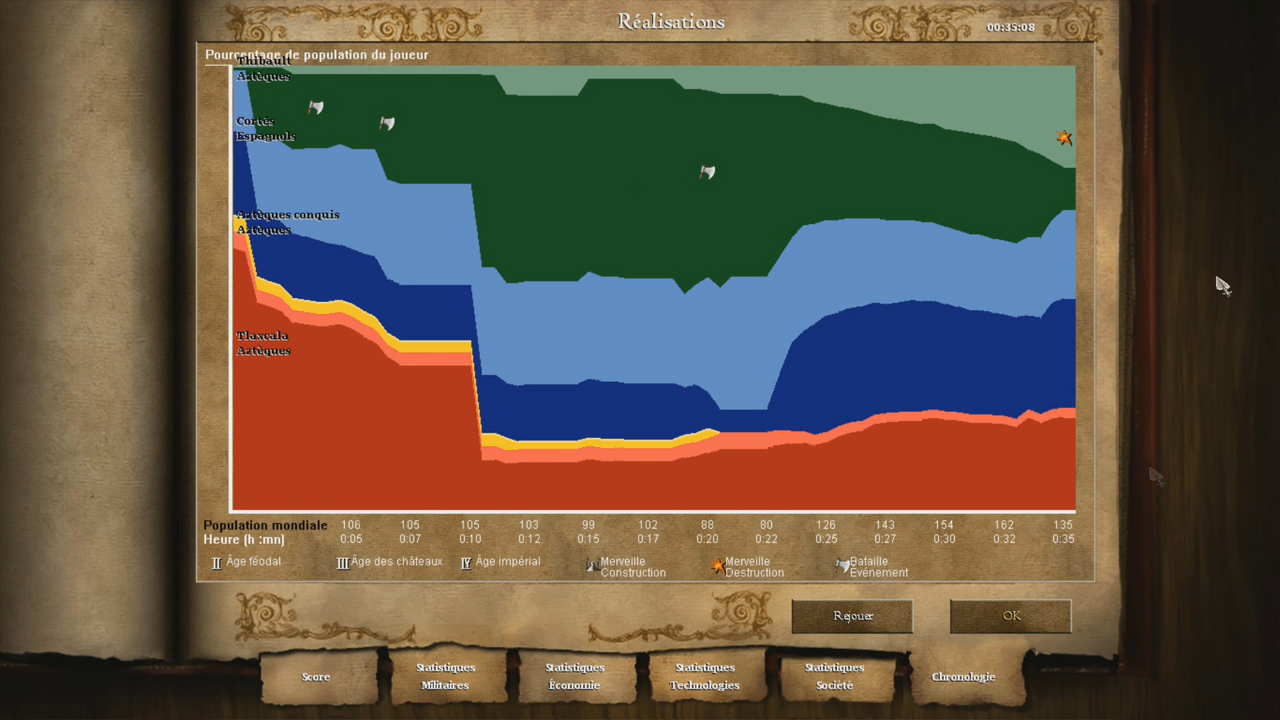 Réalisations
00:35:08
Pourcentage de population du joueur
Thibault
Aztèques
Cortès
Espagnols
Aztèques conquis
Aztèques
Tlaxcala
Aztèques
Population mondiale 106 105 105 103 99 102 88 80 126 143 154 162 135
Heure (h :mn) 0:05 0:07 0:10 0:12 0:15 0:17 0:20 0:22 0:25 0:27 0:30 0:32 0:35
II Âge féodal III Âge des châteaux IV Âge impérial Merveille Merveille Bataille
Construction Destruction Evénement
Rejouer OK
Score
Statistiques
Militaires
Statistiques
Économie
Statistiques
Technologies
Statistiques
Société
Chronologie